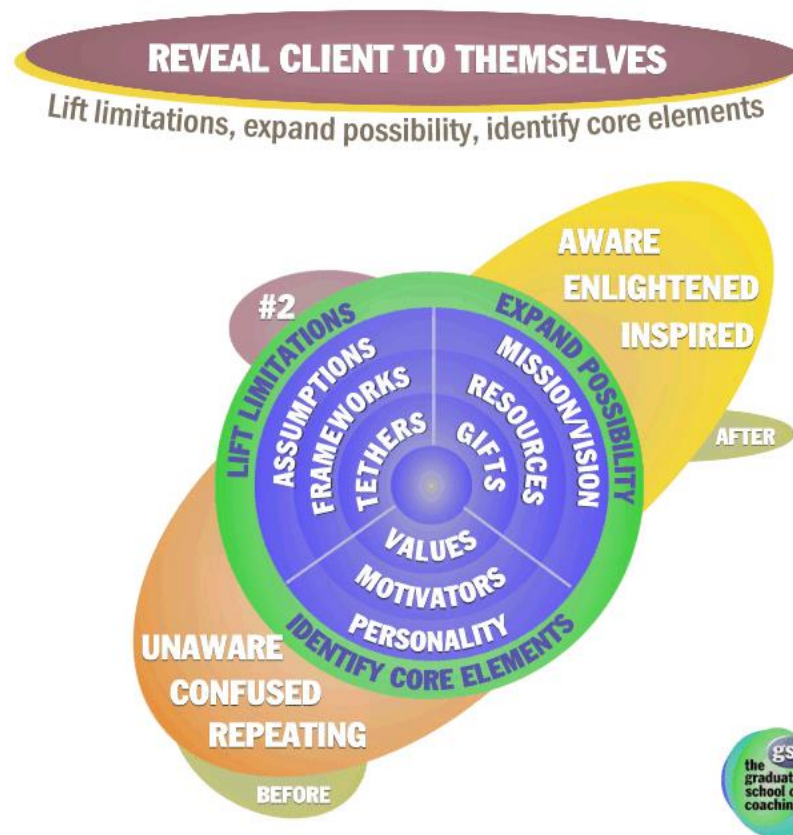 REVEAL CLIENT TO THEMSELVES
Lift limitations, expand possibility, identify core elements
AWARE
ENLIGHTENED
INSPIRED
AFTER
#2
LIFT LIMITATIONS
ASSUMPTIONS
FRAMEWORKS
TETHERS
EXPAND POSSIBILITY
MISSION/VISION
RESOURCES
GIFTS
VALUES
MOTIVATORS
PERSONALITY
IDENTIFY CORE ELEMENTS
UNAWARE
CONFUSED
REPEATING
BEFORE
the
school
coachin